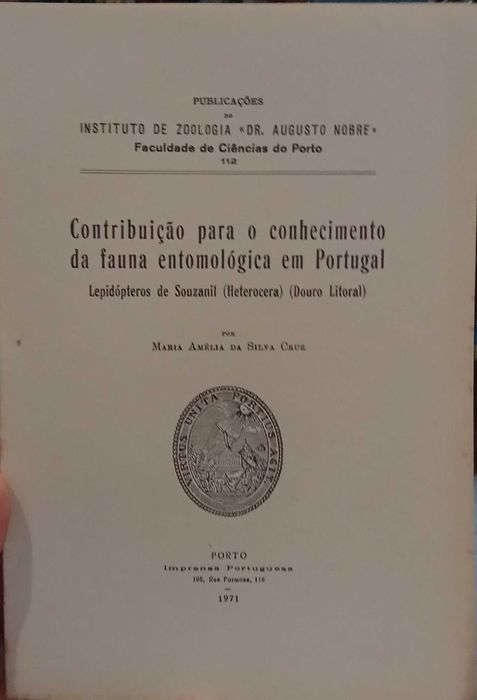 PUBLICAÇÕES
DO
INSTITUTO DE ZOOLOGIA «DR. AUGUSTO NOBRE»
Faculdade de Ciências do Porto
112
Contribuição para o conhecimento
da fauna entomológica em Portugal
Lepidópteros de Souzanil (Heterocera) (Douro Litoral)
POR
MARIA AMÉLIA DA SILVA CRUZ
VIRTUS UNITA FORTIUS AGIT
PORTO
Imprensa Portuguesa
108, Rua Formosa, 116
1971